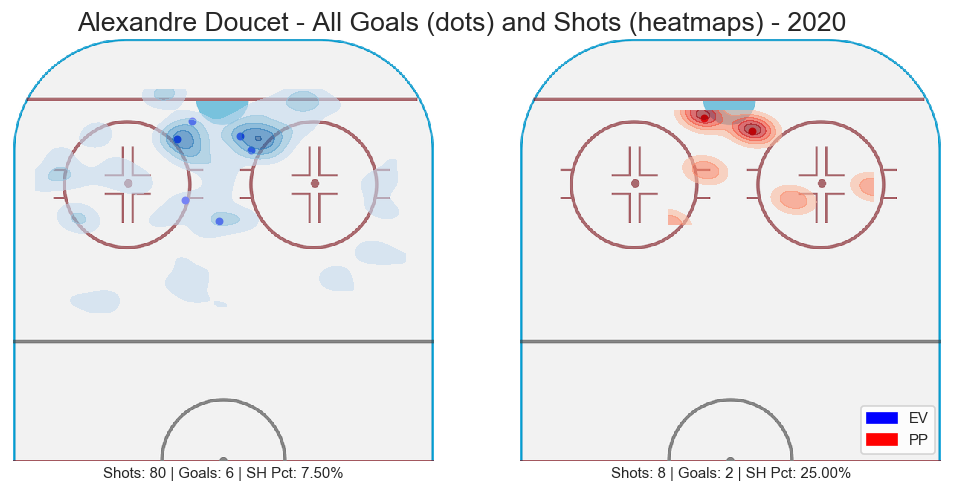 Alexandre Doucet - All Goals (dots) and Shots (heatmaps) - 2020
EV
PP
Shots: 80 | Goals: 6 | SH Pct: 7.50%
Shots: 8 | Goals: 2 | SH Pct: 25.00%